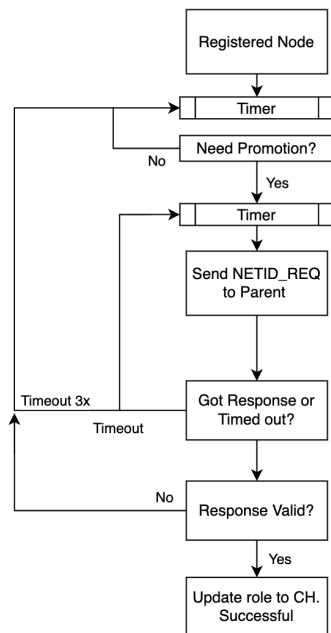 Registered Node
Timer
Need Promotion?
No
Yes
Timer
Send NETID_REQ
to Parent
Got Response or
Timed out?
Timeout 3x
Timeout
No
Response Valid?
Yes
Update role to CH.
Successful